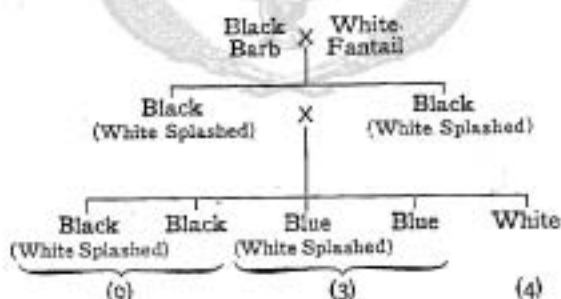 Black X White
Barb Fantail
Black X Black
(White Splashed) (White Splashed)
Black Black Blue Blue White
(White Splashed) (White Splashed)
(9) (3) (4)